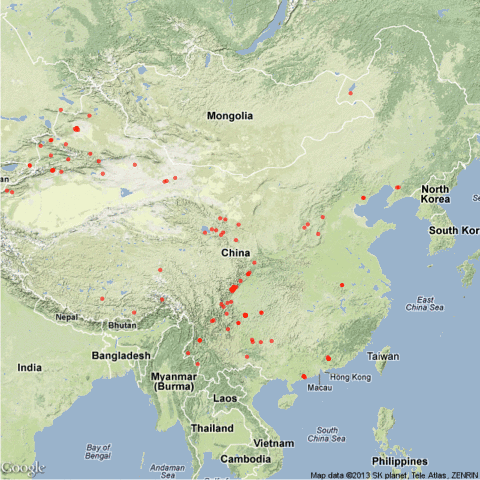 Mongolia
an
North
Korea
South Ko
China
East
China Sea
Nepal
Bhutan
Taiwan
India
Bangladesh
Hong Kong
Myanmar
(Burma)
Macau
Laos
Thailand
South
China Sea
Bay of
Bengal
Vietnam
Cambodia
Philippines
Andaman
Sea
Google
Map data ©2013 SK planet, Tele Atlas, ZENRIN